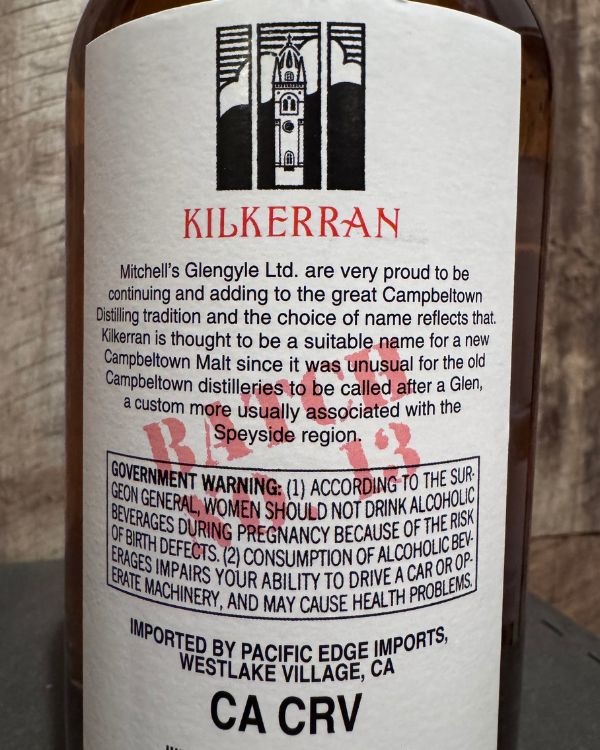 KILKERRAN
Mitchell's Glengyle Ltd. are very proud to be
continuing and adding to the great Campbeltown
Distilling tradition and the choice of name reflects that.
Kilkerran is thought to be a suitable name for a new
Campbeltown Malt since it was unusual for the old
Campbeltown distilleries to be called after a Glen,
a custom more usually associated with the
Speyside region.
BATCH
NO. 13
GOVERNMENT WARNING: (1) ACCORDING TO THE SUR-
GEON GENERAL, WOMEN SHOULD NOT DRINK ALCOHOLIC
BEVERAGES DURING PREGNANCY BECAUSE OF THE RISK
OF BIRTH DEFECTS. (2) CONSUMPTION OF ALCOHOLIC BEV-
ERAGES IMPAIRS YOUR ABILITY TO DRIVE A CAR OR OP-
ERATE MACHINERY, AND MAY CAUSE HEALTH PROBLEMS.
IMPORTED BY PACIFIC EDGE IMPORTS,
WESTLAKE VILLAGE, CA
CA CRV